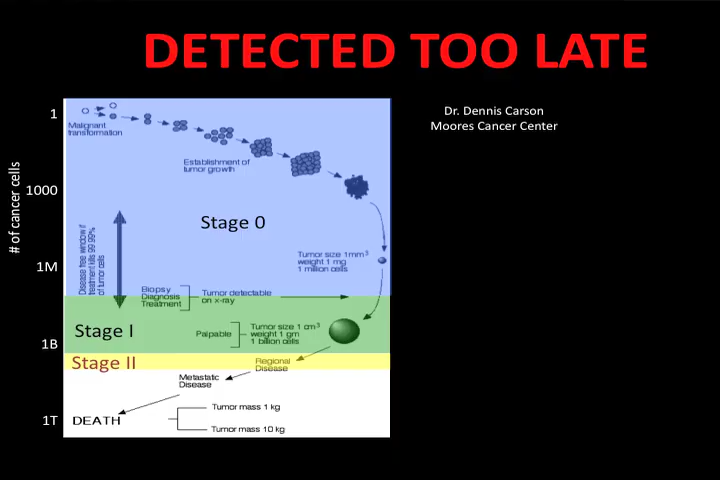 DETECTED TOO LATE
Dr. Dennis Carson
Moores Cancer Center
# of cancer cells
1
1000
1M
1B
1T
Malignant
transformation
Establishment of
tumor growth
Stage 0
Disease free window if
treatment kills 99.99%
of tumor cells
Tumor size 1mm³
weight 1 mg
1 million cells
Biopsy
Diagnosis
Treatment
Tumor detectable
on x-ray
Stage I
Palpable
Tumor size 1 cm³
weight 1 gm
1 billion cells
Stage II
Regional
Disease
Metastatic
Disease
DEATH
Tumor mass 1 kg
Tumor mass 10 kg